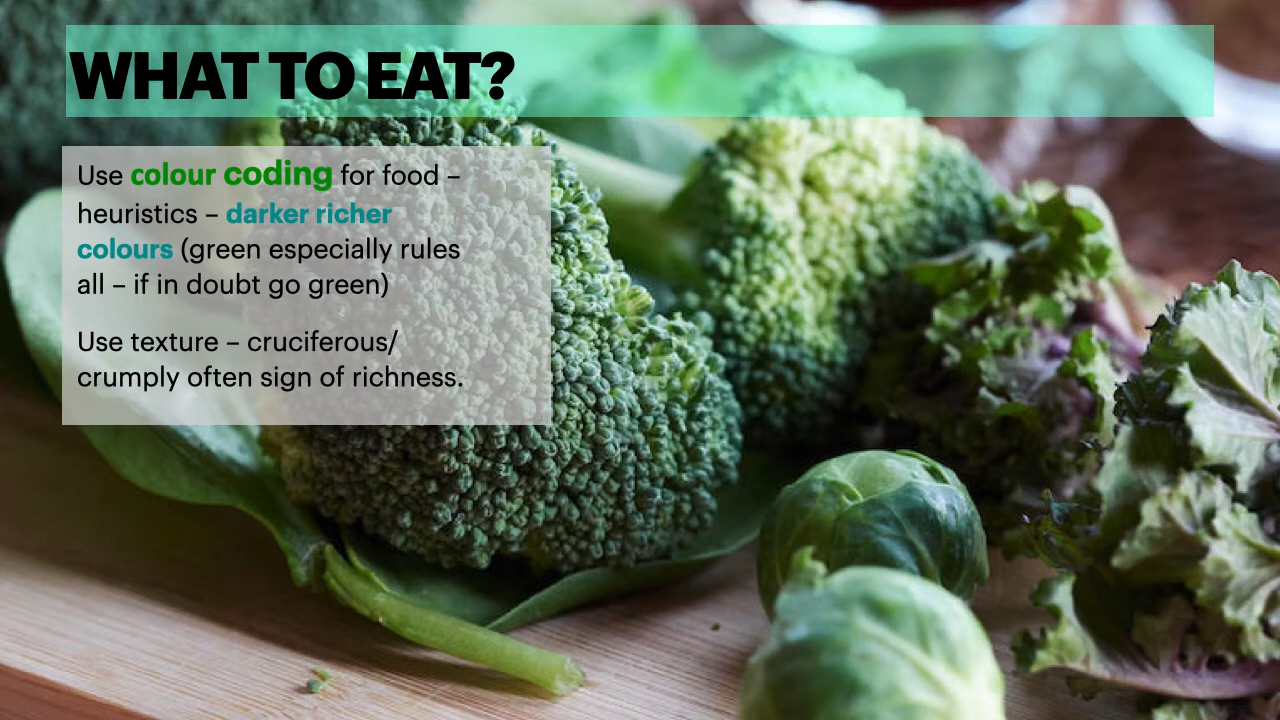 WHAT TO EAT?
Use colour coding for food –
heuristics – darker richer
colours (green especially rules
all – if in doubt go green)
Use texture – cruciferous/
crumply often sign of richness.